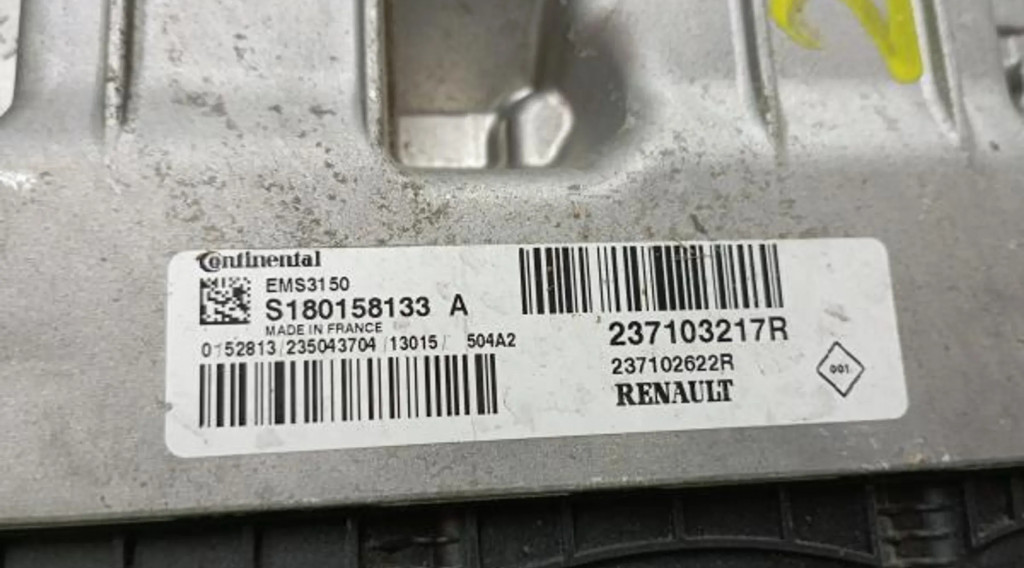 Continental
EMS3150
S180158133 A
MADE IN FRANCE
0152813/235043704/13015/ 504A2
237103217R
237102622R
RENAULT
001